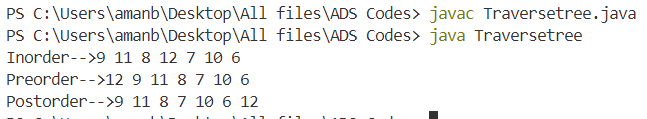 PS C:\Users\amanb\Desktop\All files\ADS Codes> javac Traversetree.java
PS C:\Users\amanb\Desktop\All files\ADS Codes> java Traversetree
Inorder-->9 11 8 12 7 10 6
Preorder-->12 9 11 8 7 10 6
Postorder-->9 11 8 7 10 6 12